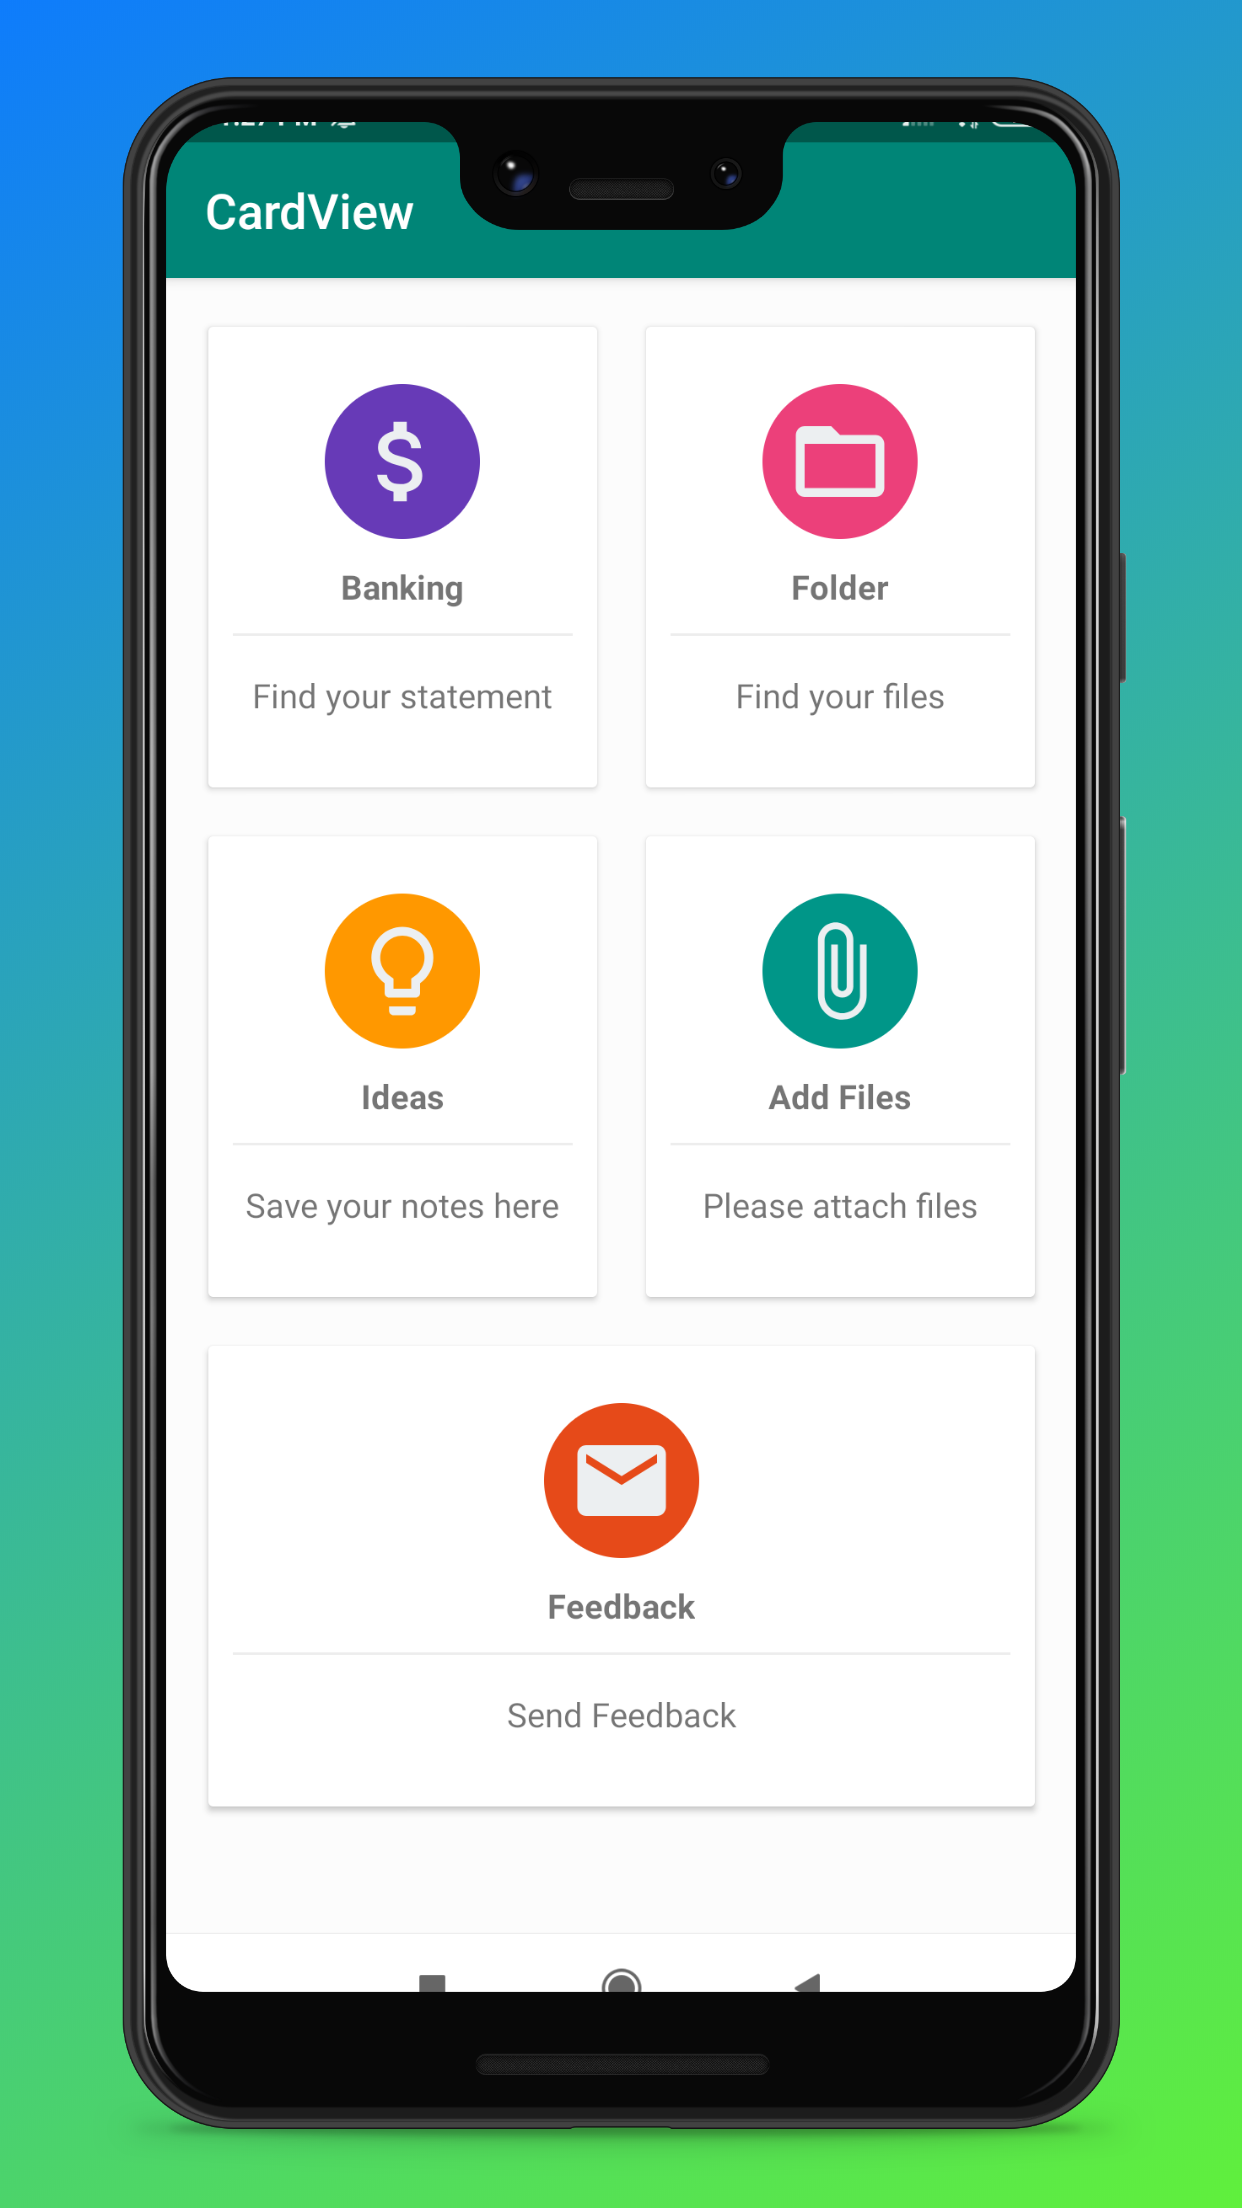 CardView
Banking
Find your statement
Folder
Find your files
Ideas
Save your notes here
Add Files
Please attach files
Feedback
Send Feedback